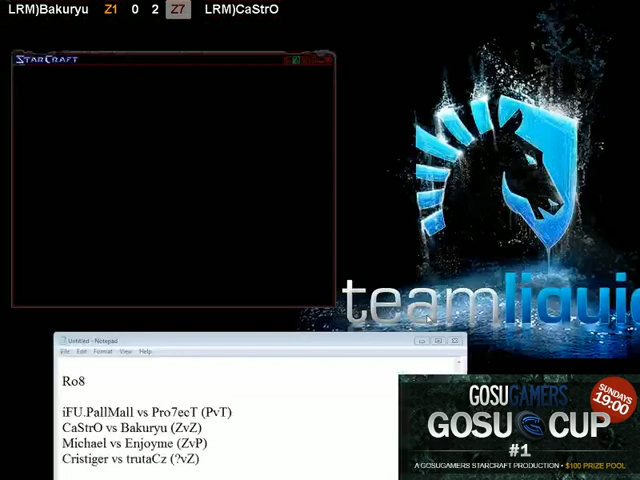 LRM)Bakuryu Z1 0 2 Z7 LRM)CaStrO
STARCRAFT
teamliquid
Untitled - Notepad
File Edit Format View Help
Ro8
iFU.PallMall vs Pro7ecT (PvT)
CaStrO vs Bakuryu (ZvZ)
Michael vs Enjoyme (ZvP)
Cristiger vs trutaCz (?vZ)
GOSUGAMERS
GOSU CUP
#1
SUNDAYS
19:00
A GOSUGAMERS STARCRAFT PRODUCTION • $100 PRIZE POOL